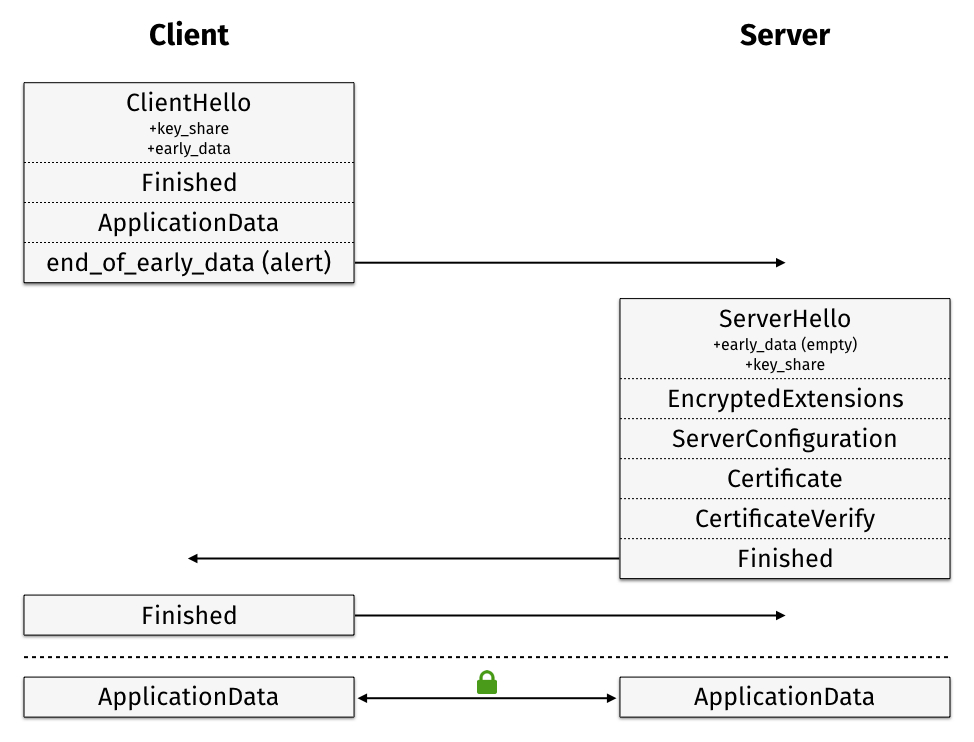 Client
Server
ClientHello
+key_share
+early_data
Finished
ApplicationData
end_of_early_data (alert)
ServerHello
+early_data (empty)
+key_share
EncryptedExtensions
ServerConfiguration
Certificate
CertificateVerify
Finished
Finished
ApplicationData
ApplicationData